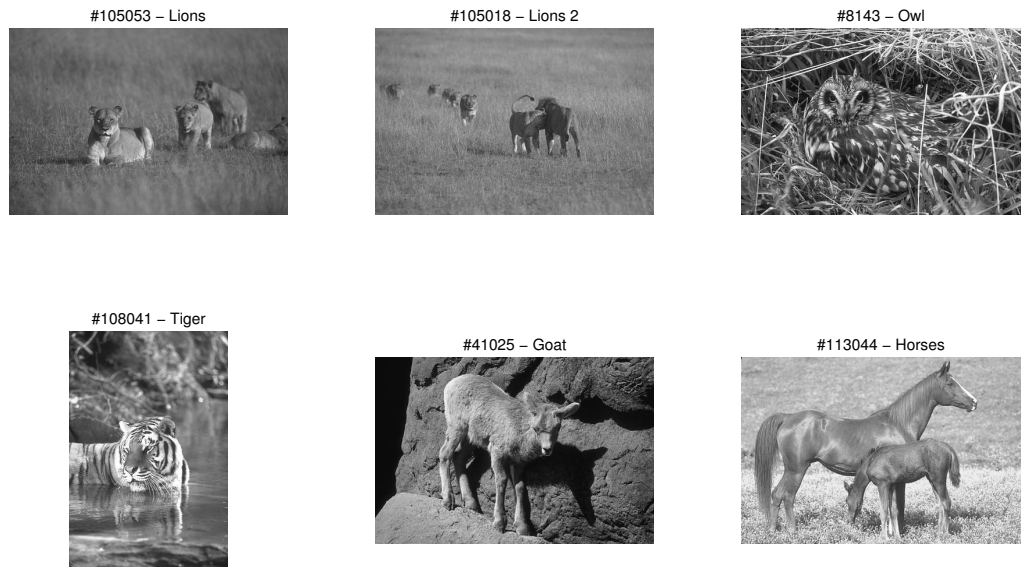 #105053 – Lions
#105018 – Lions 2
#8143 – Owl
#108041 – Tiger
#41025 – Goat
#113044 – Horses